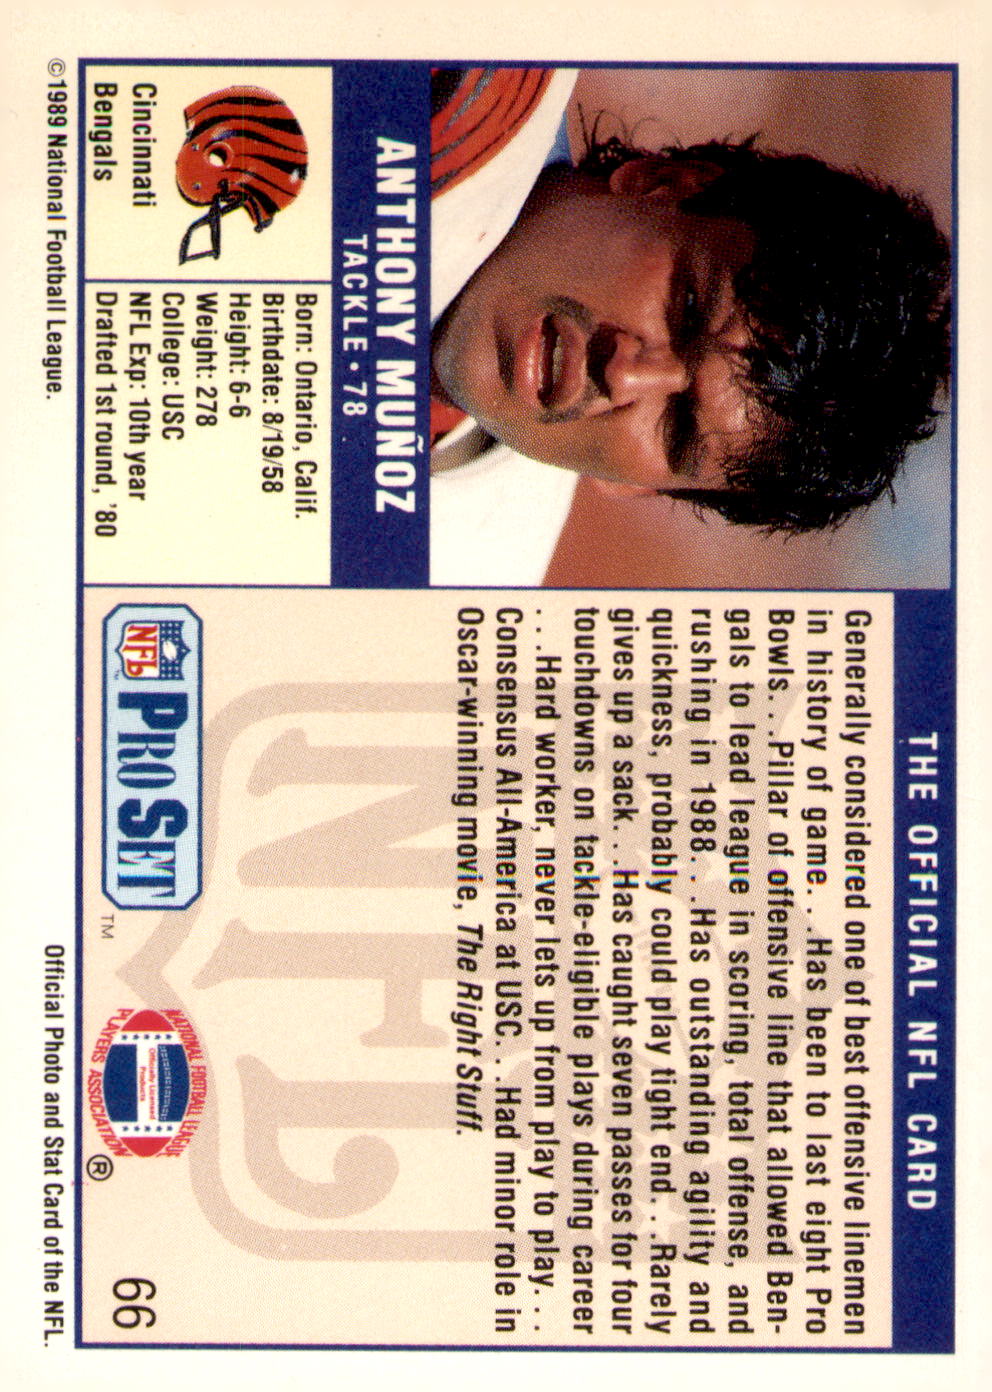 THE OFFICIAL NFL CARD
ANTHONY MUÑOZ
TACKLE • 78
Cincinnati
Bengals
Born: Ontario, Calif.
Birthdate: 8/19/58
Height: 6-6
Weight: 278
College: USC
NFL Exp: 10th year
Drafted 1st round, '80
Generally considered one of best offensive linemen
in history of game. . .Has been to last eight Pro
Bowls. . .Pillar of offensive line that allowed Ben-
gals to lead league in scoring, total offense, and
rushing in 1988. . .Has outstanding agility and
quickness, probably could play tight end. . .Rarely
gives up a sack. . .Has caught seven passes for four
touchdowns on tackle-eligible plays during career
. . .Hard worker, never lets up from play to play. . .
Consensus All-America at USC. . .Had minor role in
Oscar-winning movie, The Right Stuff.
NFL
NFL PRO SET ™
NATIONAL FOOTBALL LEAGUE
Officially Licensed
Products
PLAYERS ASSOCIATION ®
66
©1989 National Football League.
Official Photo and Stat Card of the NFL.